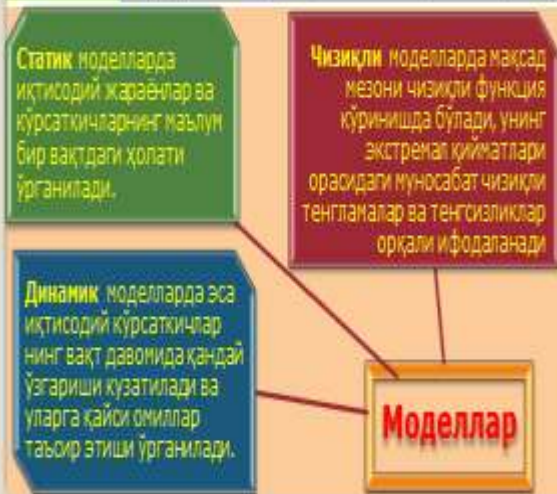 Статик моделларда
иқтисодий жараёнлар ва
кўрсаткичларнинг маълум
бир вақтдаги ҳолати
ўрганилади.
Чизиқли моделларда мақсад
мезони чизиқли функция
кўринишда бўлади, унинг
экстремал қийматлари
орасидаги муносабат чизиқли
тенгламалар ва тенгсизликлар
орқали ифодаланади
Динамик моделларда эса
иқтисодий кўрсаткичлар
нинг вақт давомида қандай
ўзгариши кузатилади ва
уларга қайси омиллар
таъсир этиши ўрганилади.
Моделлар